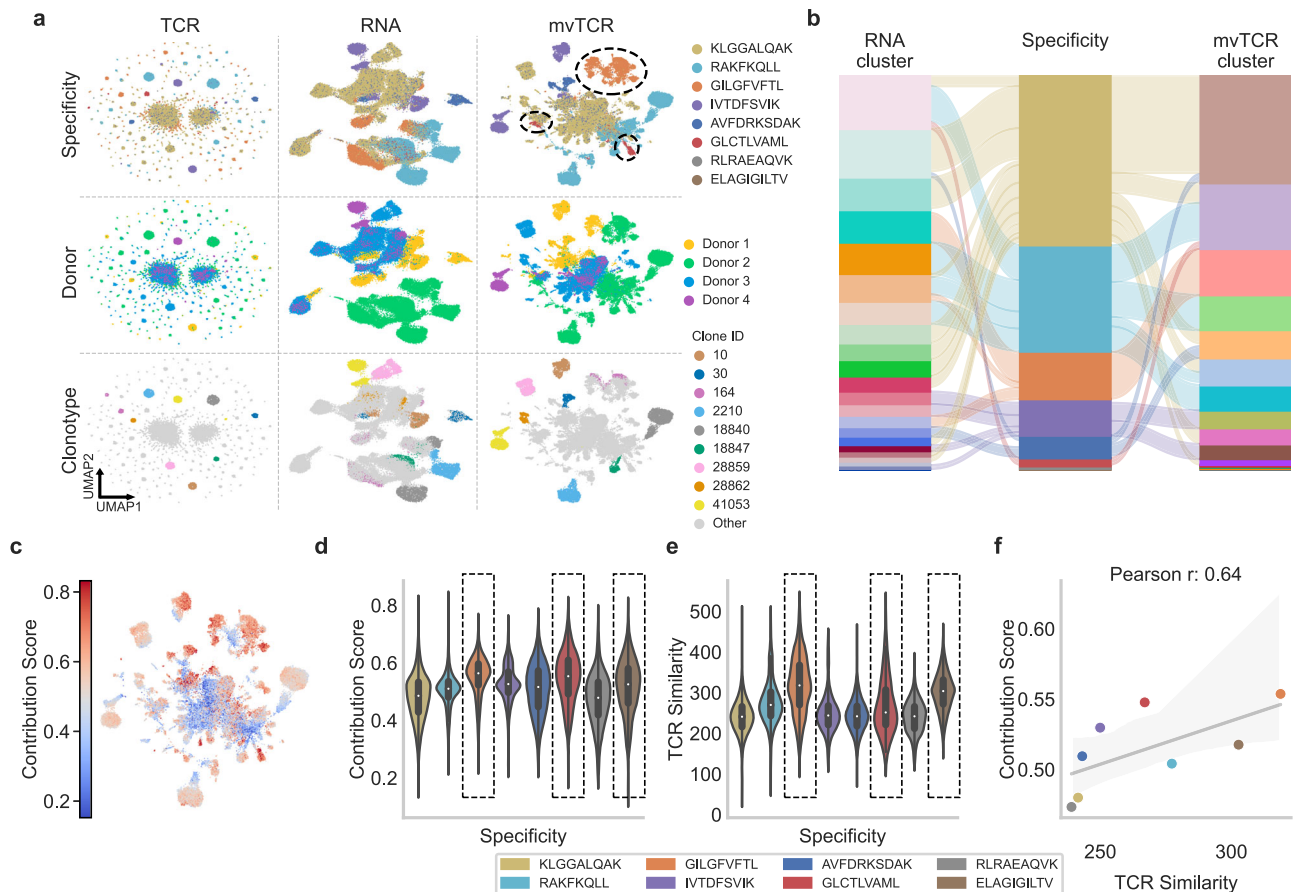 a
TCR
RNA
mvTCR
Specificity
KLGGALQAK
RAKFKQLL
GILGFVFTL
IVTDFSVIK
AVFDRKSDAK
GLCTLVAML
RLRAEAQVK
ELAGIGILTV
Donor
Donor 1
Donor 2
Donor 3
Donor 4
Clonotype
Clone ID
10
30
164
2210
18840
18847
28859
28862
41053
Other
UMAP2
UMAP1
b
RNA
cluster
Specificity
mvTCR
cluster
c
Contribution Score
0.8
0.6
0.4
0.2
d
Contribution Score
0.8
0.6
0.4
0.2
Specificity
e
TCR Similarity
500
400
300
200
100
0
Specificity
KLGGALQAK
GILGFVFTL
AVFDRKSDAK
RLRAEAQVK
RAKFKQLL
IVTDFSVIK
GLCTLVAML
ELAGIGILTV
f
Pearson r: 0.64
Contribution Score
0.60
0.55
0.50
250
300
TCR Similarity